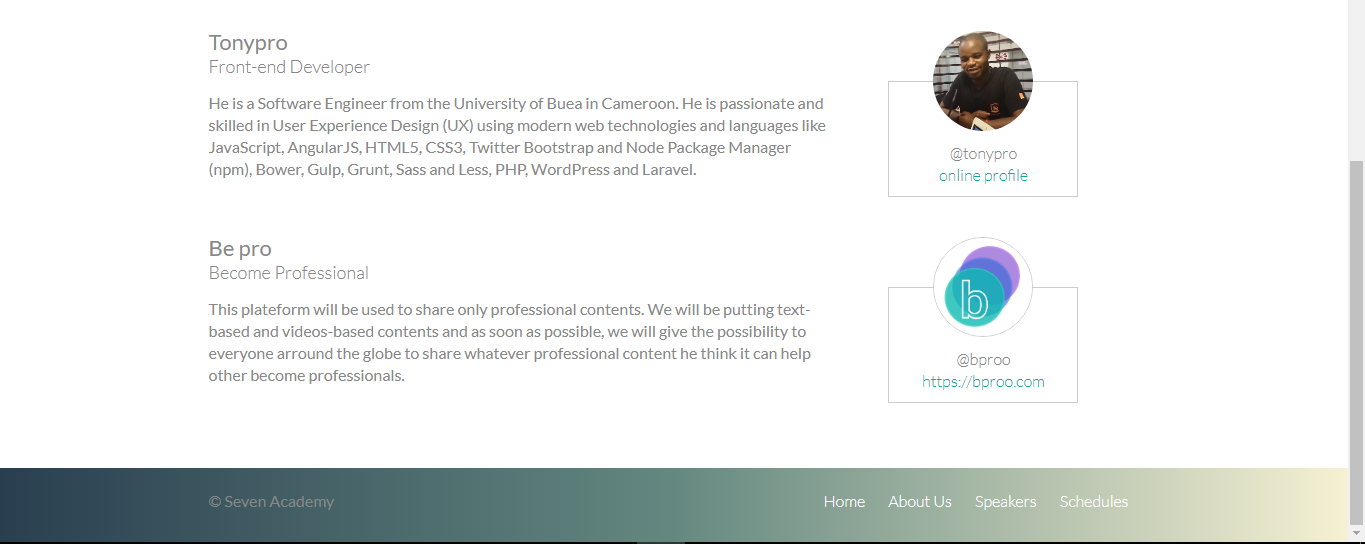 Tonypro
Front-end Developer
He is a Software Engineer from the University of Buea in Cameroon. He is passionate and
skilled in User Experience Design (UX) using modern web technologies and languages like
JavaScript, AngularJS, HTML5, CSS3, Twitter Bootstrap and Node Package Manager
(npm), Bower, Gulp, Grunt, Sass and Less, PHP, WordPress and Laravel.
@tonypro
online profile
Be pro
Become Professional
This plateform will be used to share only professional contents. We will be putting text-
based and videos-based contents and as soon as possible, we will give the possibility to
everyone arround the globe to share whatever professional content he think it can help
other become professionals.
b
@bproo
https://bproo.com
© Seven Academy
Home About Us Speakers Schedules